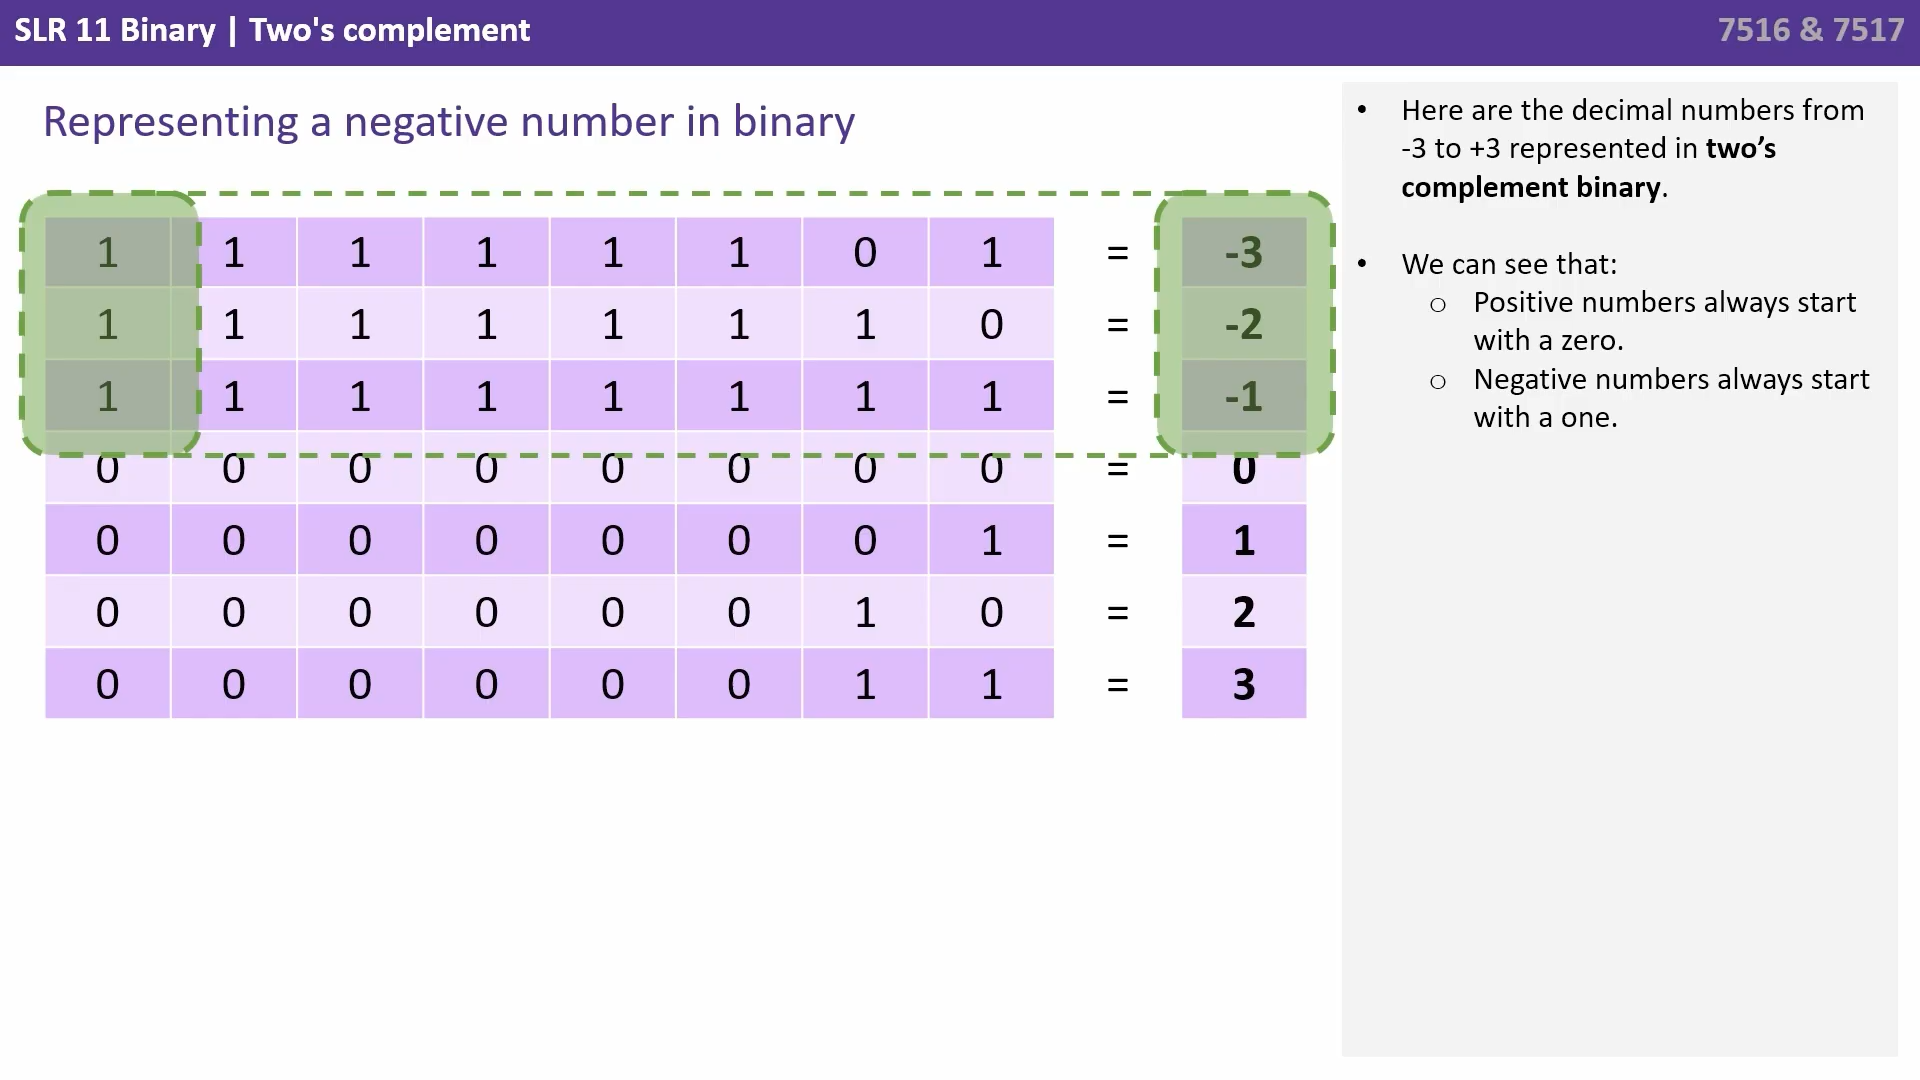 SLR 11 Binary | Two's complement
7516 & 7517
Representing a negative number in binary
1 1 1 1 1 1 0 1 = -3
1 1 1 1 1 1 1 0 = -2
1 1 1 1 1 1 1 1 = -1
0 0 0 0 0 0 0 0 = 0
0 0 0 0 0 0 0 1 = 1
0 0 0 0 0 0 1 0 = 2
0 0 0 0 0 0 1 1 = 3
• Here are the decimal numbers from
-3 to +3 represented in two’s
complement binary.
• We can see that:
o Positive numbers always start
with a zero.
o Negative numbers always start
with a one.